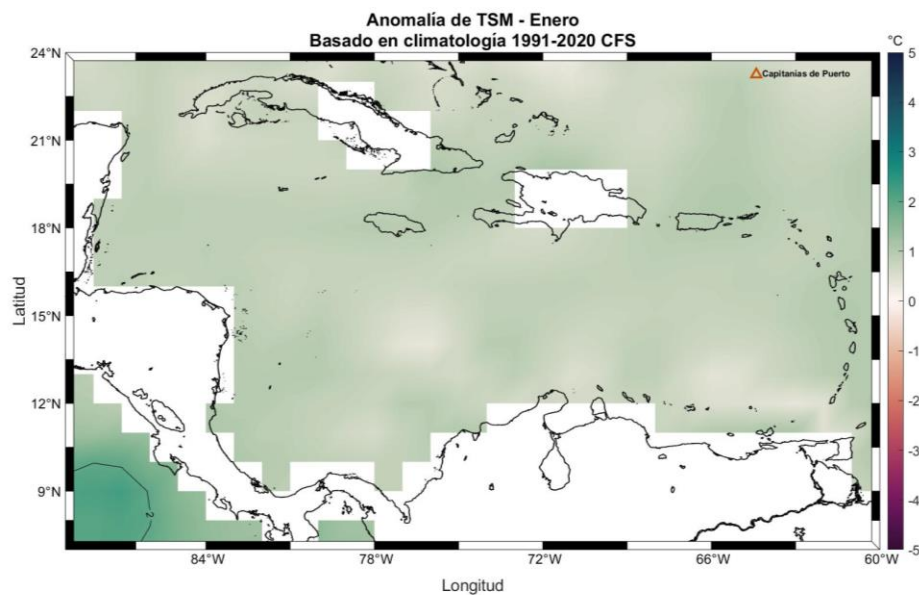 Anomalía de TSM - Enero
Basado en climatología 1991-2020 CFS
°C
Capitanías de Puerto
24°N
21°N
18°N
15°N
12°N
9°N
Latitud
84°W
78°W
72°W
66°W
60°W
Longitud
2
5
4
3
2
1
0
-1
-2
-3
-4
-5